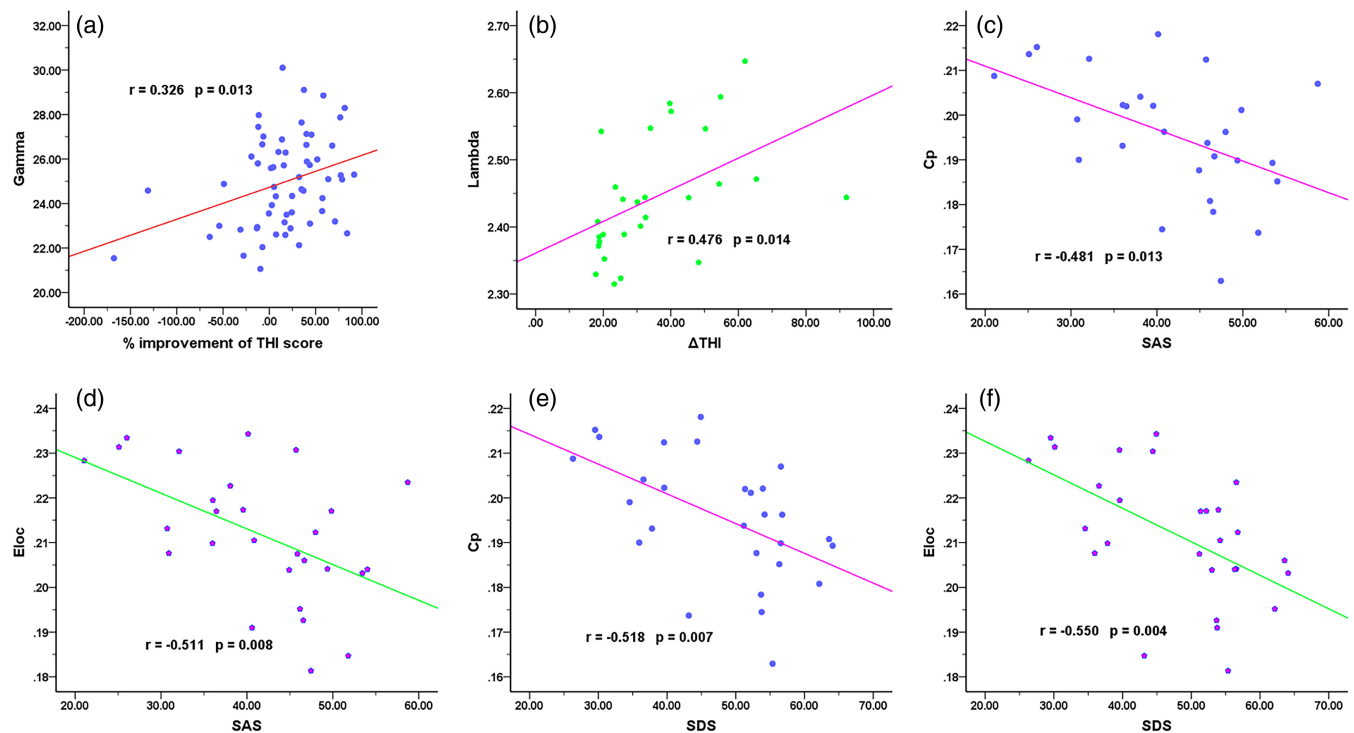 (a)
32.00
30.00
28.00
26.00
24.00
22.00
20.00
Gamma
r = 0.326 p = 0.013
-200.00 -150.00 -100.00 -50.00 .00 50.00 100.00
% improvement of THI score
(b)
2.70
2.60
2.50
2.40
2.30
Lambda
r = 0.476 p = 0.014
.00 20.00 40.00 60.00 80.00 100.00
ΔTHI
(c)
.22
.21
.20
.19
.18
.17
.16
Cp
r = -0.481 p = 0.013
20.00 30.00 40.00 50.00 60.00
SAS
(d)
.24
.23
.22
.21
.20
.19
.18
Eloc
r = -0.511 p = 0.008
20.00 30.00 40.00 50.00 60.00
SAS
(e)
.22
.21
.20
.19
.18
.17
.16
Cp
r = -0.518 p = 0.007
20.00 30.00 40.00 50.00 60.00 70.00
SDS
(f)
.24
.23
.22
.21
.20
.19
.18
Eloc
r = -0.550 p = 0.004
20.00 30.00 40.00 50.00 60.00 70.00
SDS